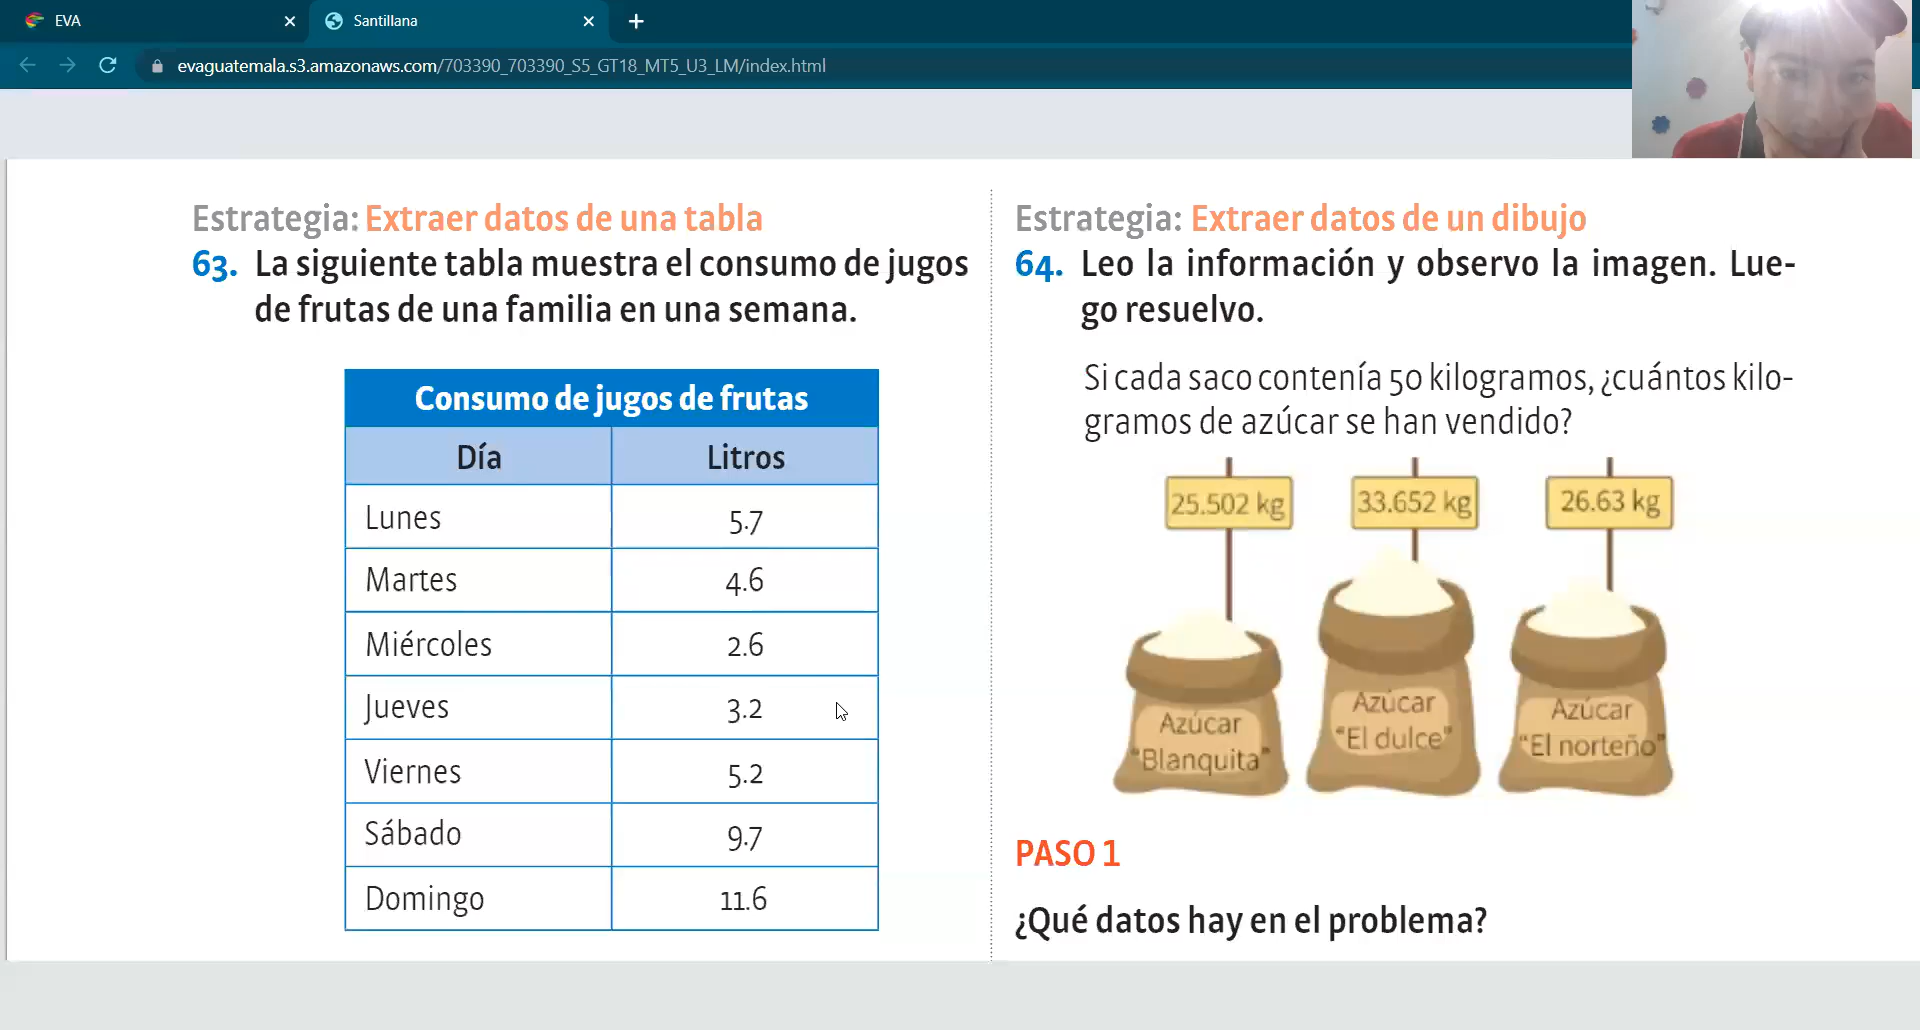 EVA
Santillana
evaguatemala.s3.amazonaws.com/703390_703390_S5_GT18_MT5_U3_LM/index.html
Estrategia: Extraer datos de una tabla
63. La siguiente tabla muestra el consumo de jugos
de frutas de una familia en una semana.
Consumo de jugos de frutas
Día Litros
Lunes 5.7
Martes 4.6
Miércoles 2.6
Jueves 3.2
Viernes 5.2
Sábado 9.7
Domingo 11.6
Estrategia: Extraer datos de un dibujo
64. Leo la información y observo la imagen. Lue-
go resuelvo.
Si cada saco contenía 50 kilogramos, ¿cuántos kilo-
gramos de azúcar se han vendido?
25.502 kg 33.652 kg 26.63 kg
Azúcar
"Blanquita"
Azúcar
"El dulce"
Azúcar
"El norteño"
PASO 1
¿Qué datos hay en el problema?